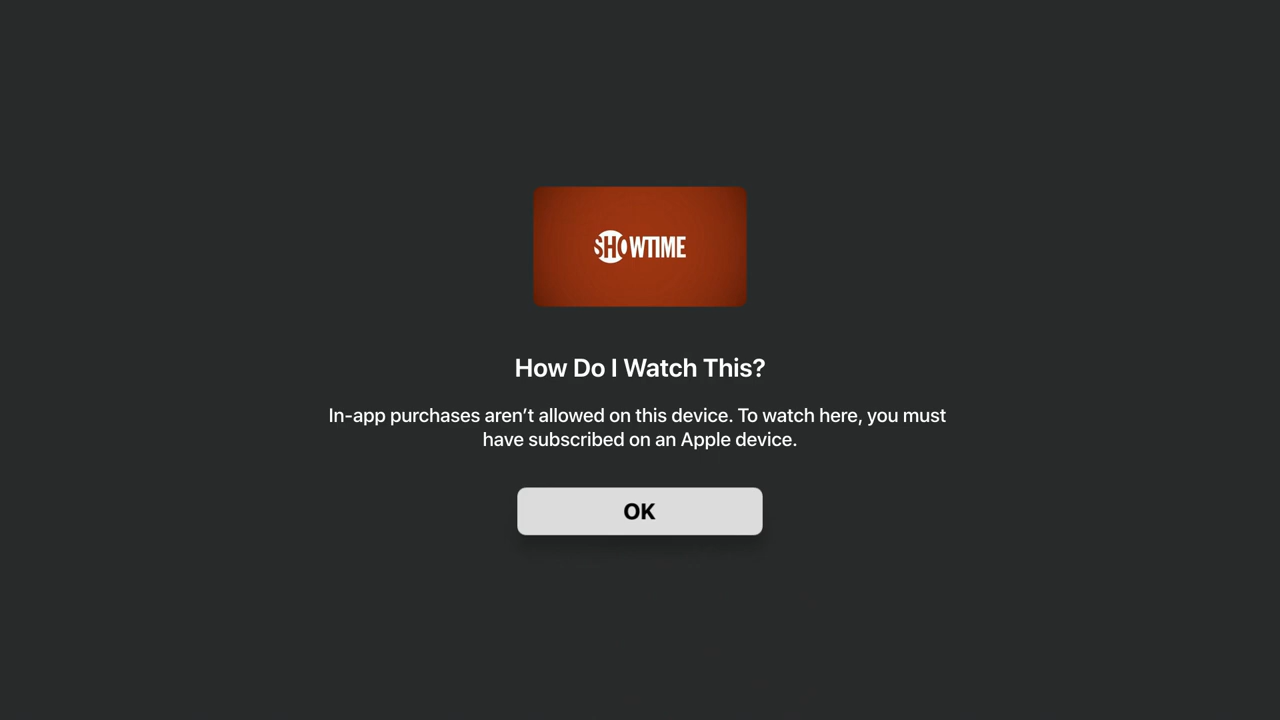 SHOWTIME
How Do I Watch This?
In-app purchases aren’t allowed on this device. To watch here, you must
have subscribed on an Apple device.
OK